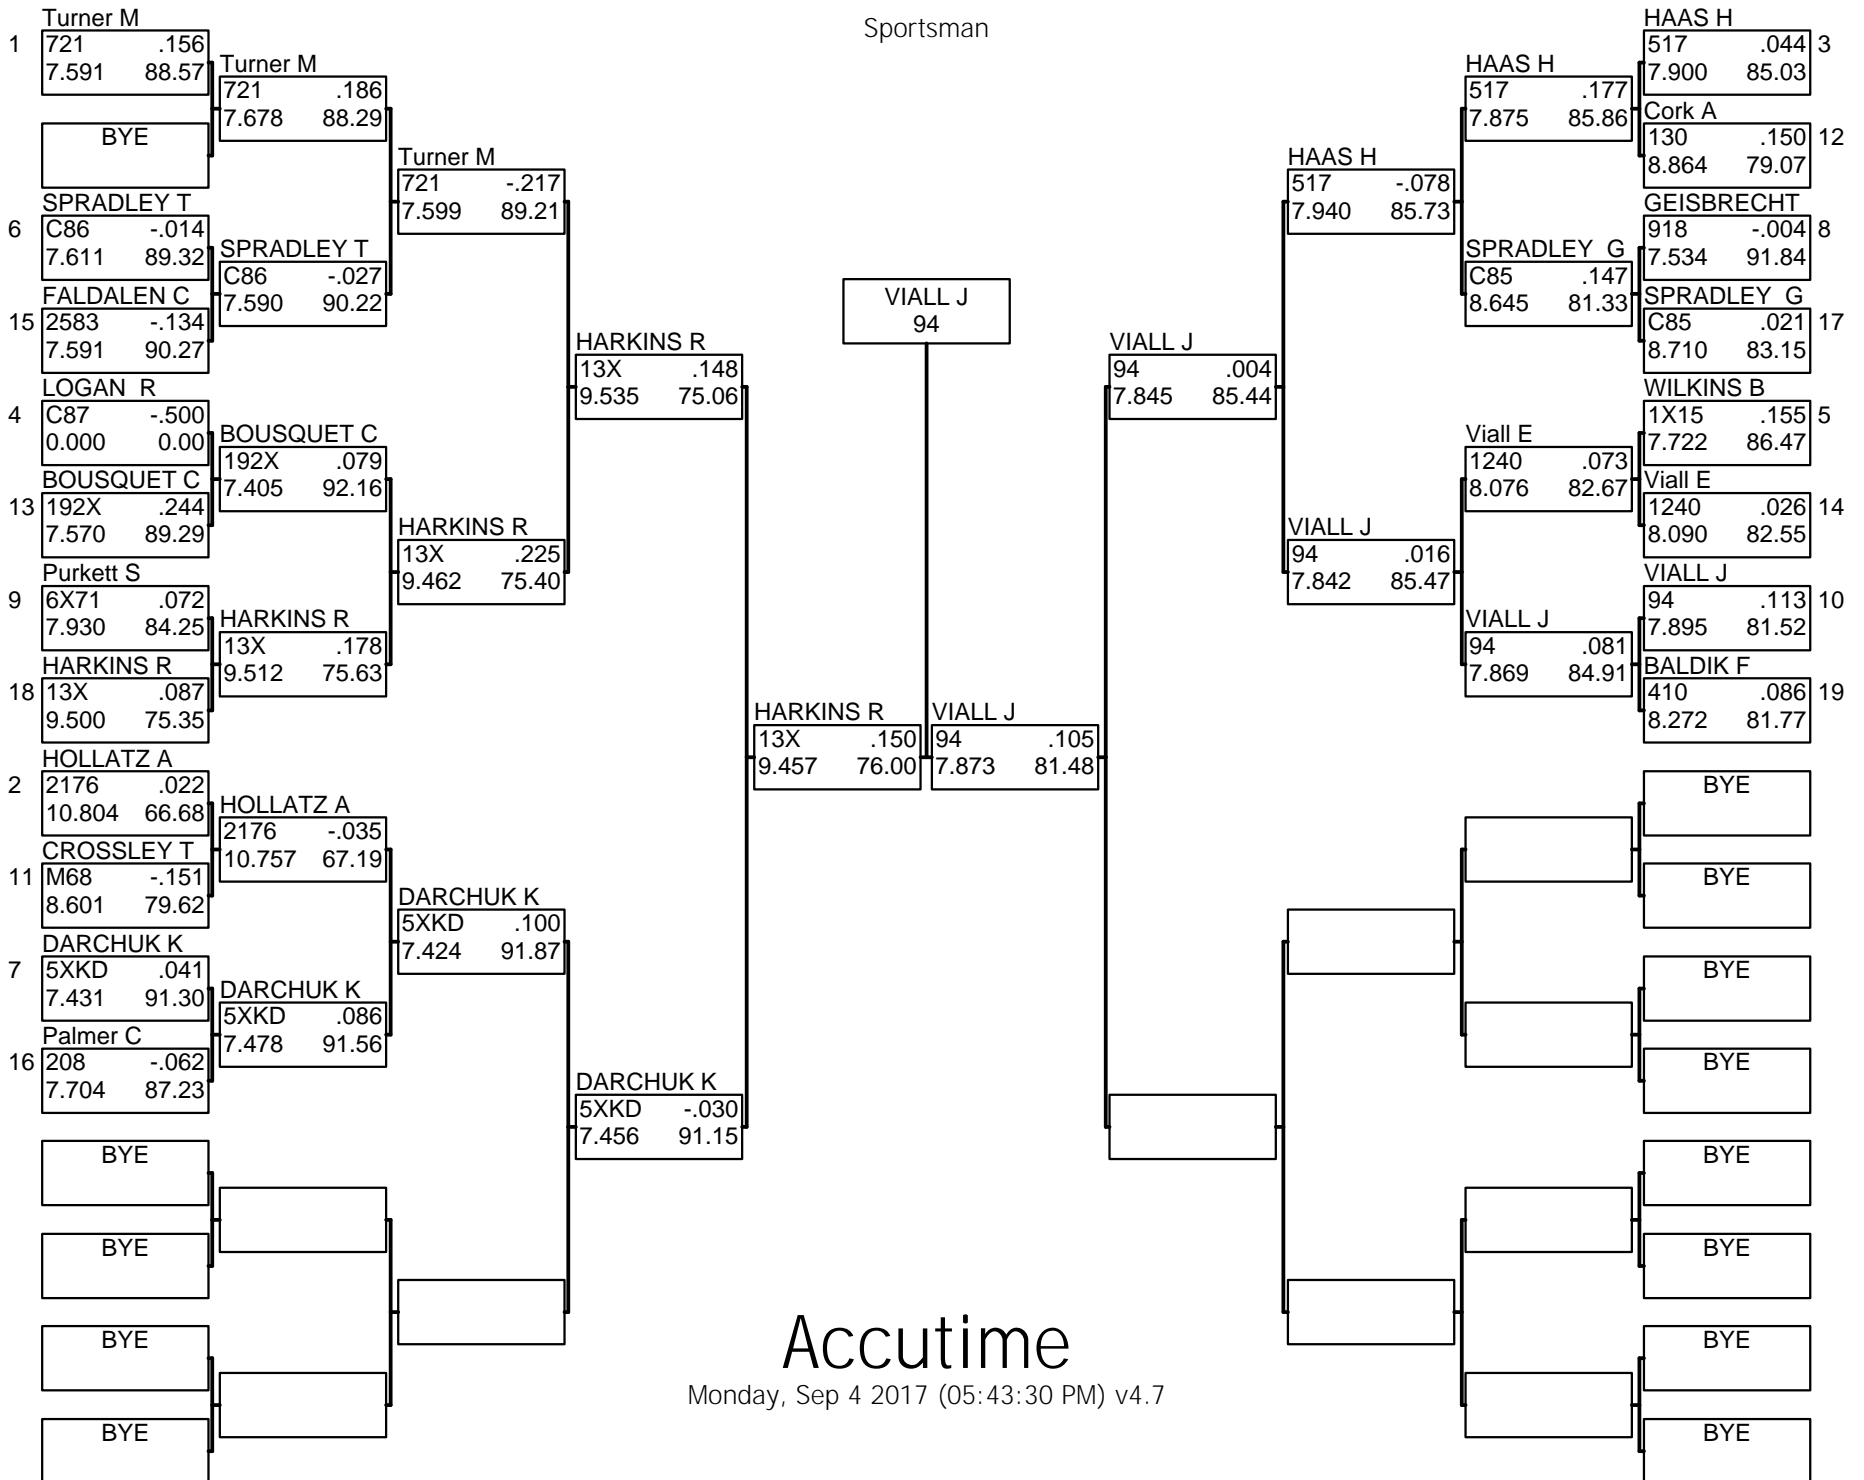 Sportsman
Turner M
1
721 .156
7.591 88.57
BYE
SPRADLEY T
6
C86 -.014
7.611 89.32
FALDALEN C
15
2583 -.134
7.591 90.27
LOGAN R
4
C87 -.500
0.000 0.00
BOUSQUET C
13
192X .244
7.570 89.29
Purkett S
9
6X71 .072
7.930 84.25
HARKINS R
18
13X .087
9.500 75.35
HOLLATZ A
2
2176 .022
10.804 66.68
CROSSLEY T
11
M68 -.151
8.601 79.62
DARCHUK K
7
5XKD .041
7.431 91.30
Palmer C
16
208 -.062
7.704 87.23
BYE
BYE
BYE
BYE
Turner M
721 .186
7.678 88.29
SPRADLEY T
C86 -.027
7.590 90.22
BOUSQUET C
192X .079
7.405 92.16
HARKINS R
13X .178
9.512 75.63
HOLLATZ A
2176 -.035
10.757 67.19
DARCHUK K
5XKD .086
7.478 91.56
Turner M
721 -.217
7.599 89.21
HARKINS R
13X .225
9.462 75.40
DARCHUK K
5XKD .100
7.424 91.87
HARKINS R
13X .148
9.535 75.06
DARCHUK K
5XKD -.030
7.456 91.15
HARKINS R
13X .150
9.457 76.00
VIALL J
94
VIALL J
94 .105
7.873 81.48
VIALL J
94 .004
7.845 85.44
HAAS H
517 -.078
7.940 85.73
VIALL J
94 .016
7.842 85.47
HAAS H
517 .177
7.875 85.86
SPRADLEY G
C85 .147
8.645 81.33
Viall E
1240 .073
8.076 82.67
VIALL J
94 .081
7.869 84.91
HAAS H
517 .044
3
7.900 85.03
Cork A
130 .150
12
8.864 79.07
GEISBRECHT
918 -.004
8
7.534 91.84
SPRADLEY G
C85 .021
17
8.710 83.15
WILKINS B
1X15 .155
5
7.722 86.47
Viall E
1240 .026
14
8.090 82.55
VIALL J
94 .113
10
7.895 81.52
BALDIK F
410 .086
19
8.272 81.77
BYE
BYE
BYE
BYE
BYE
BYE
BYE
BYE
Accutime
Monday, Sep 4 2017 (05:43:30 PM) v4.7